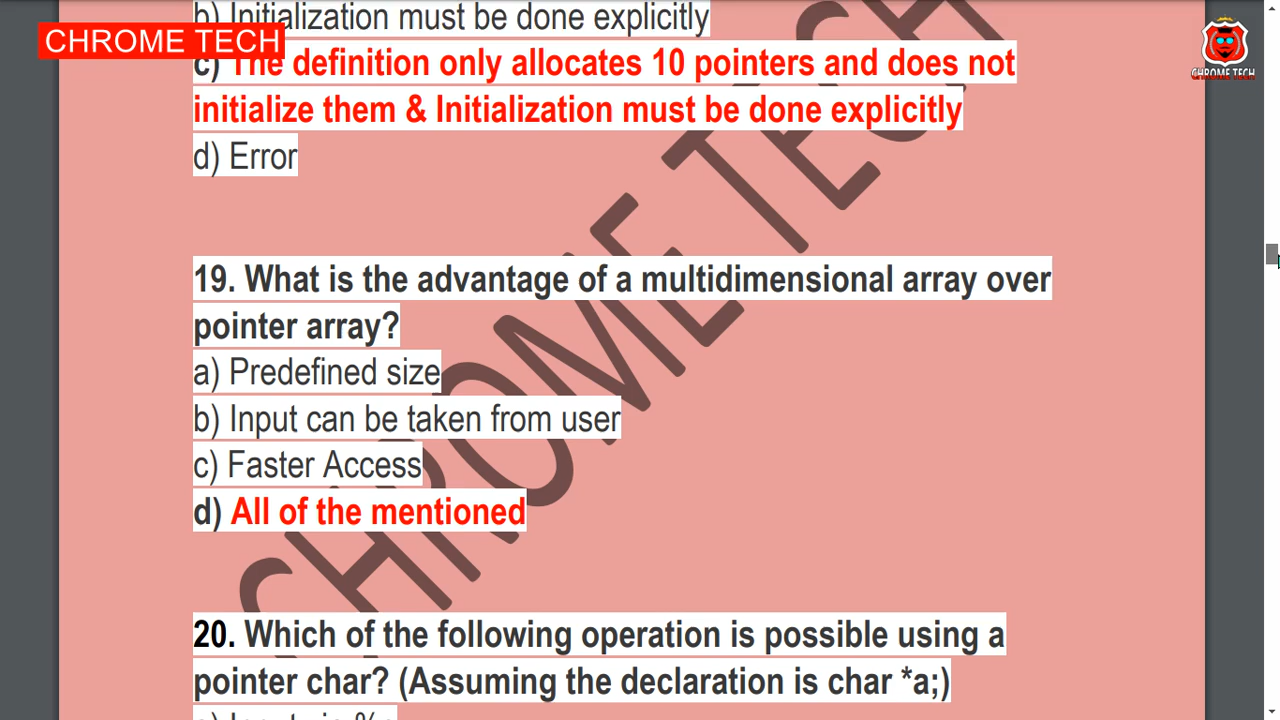 b) Initialization must be done explicitly
CHROME TECH
CHROME TECH
c) The definition only allocates 10 pointers and does not
initialize them & Initialization must be done explicitly
d) Error
19. What is the advantage of a multidimensional array over
pointer array?
a) Predefined size
b) Input can be taken from user
c) Faster Access
d) All of the mentioned
CHROME TECH
20. Which of the following operation is possible using a
pointer char? (Assuming the declaration is char *a;)